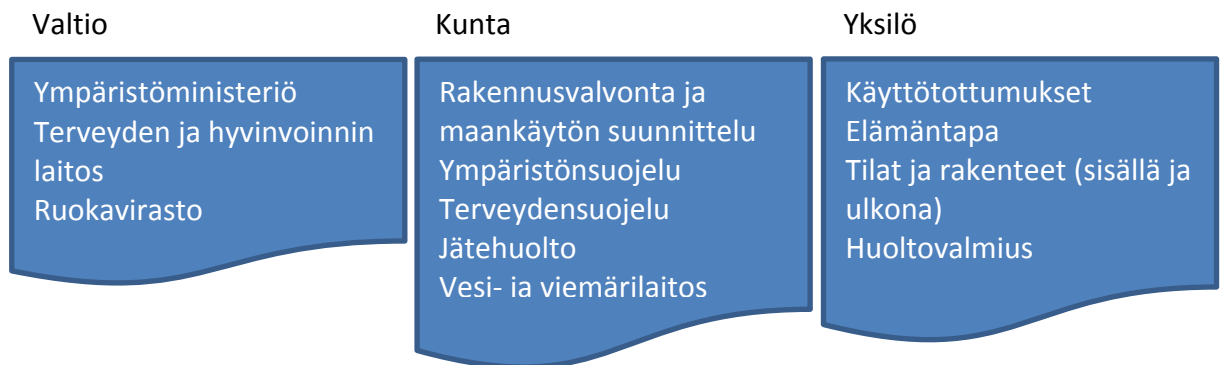 Valtio
Ympäristöministeriö
Terveyden ja hyvinvoinnin
laitos
Ruokavirasto
Kunta
Rakennusvalvonta ja
maankäytön suunnittelu
Ympäristönsuojelu
Terveydensuojelu
Jätehuolto
Vesi- ja viemärilaitos
Yksilö
Käyttötottumukset
Elämäntapa
Tilat ja rakenteet (sisällä ja
ulkona)
Huoltovalmius